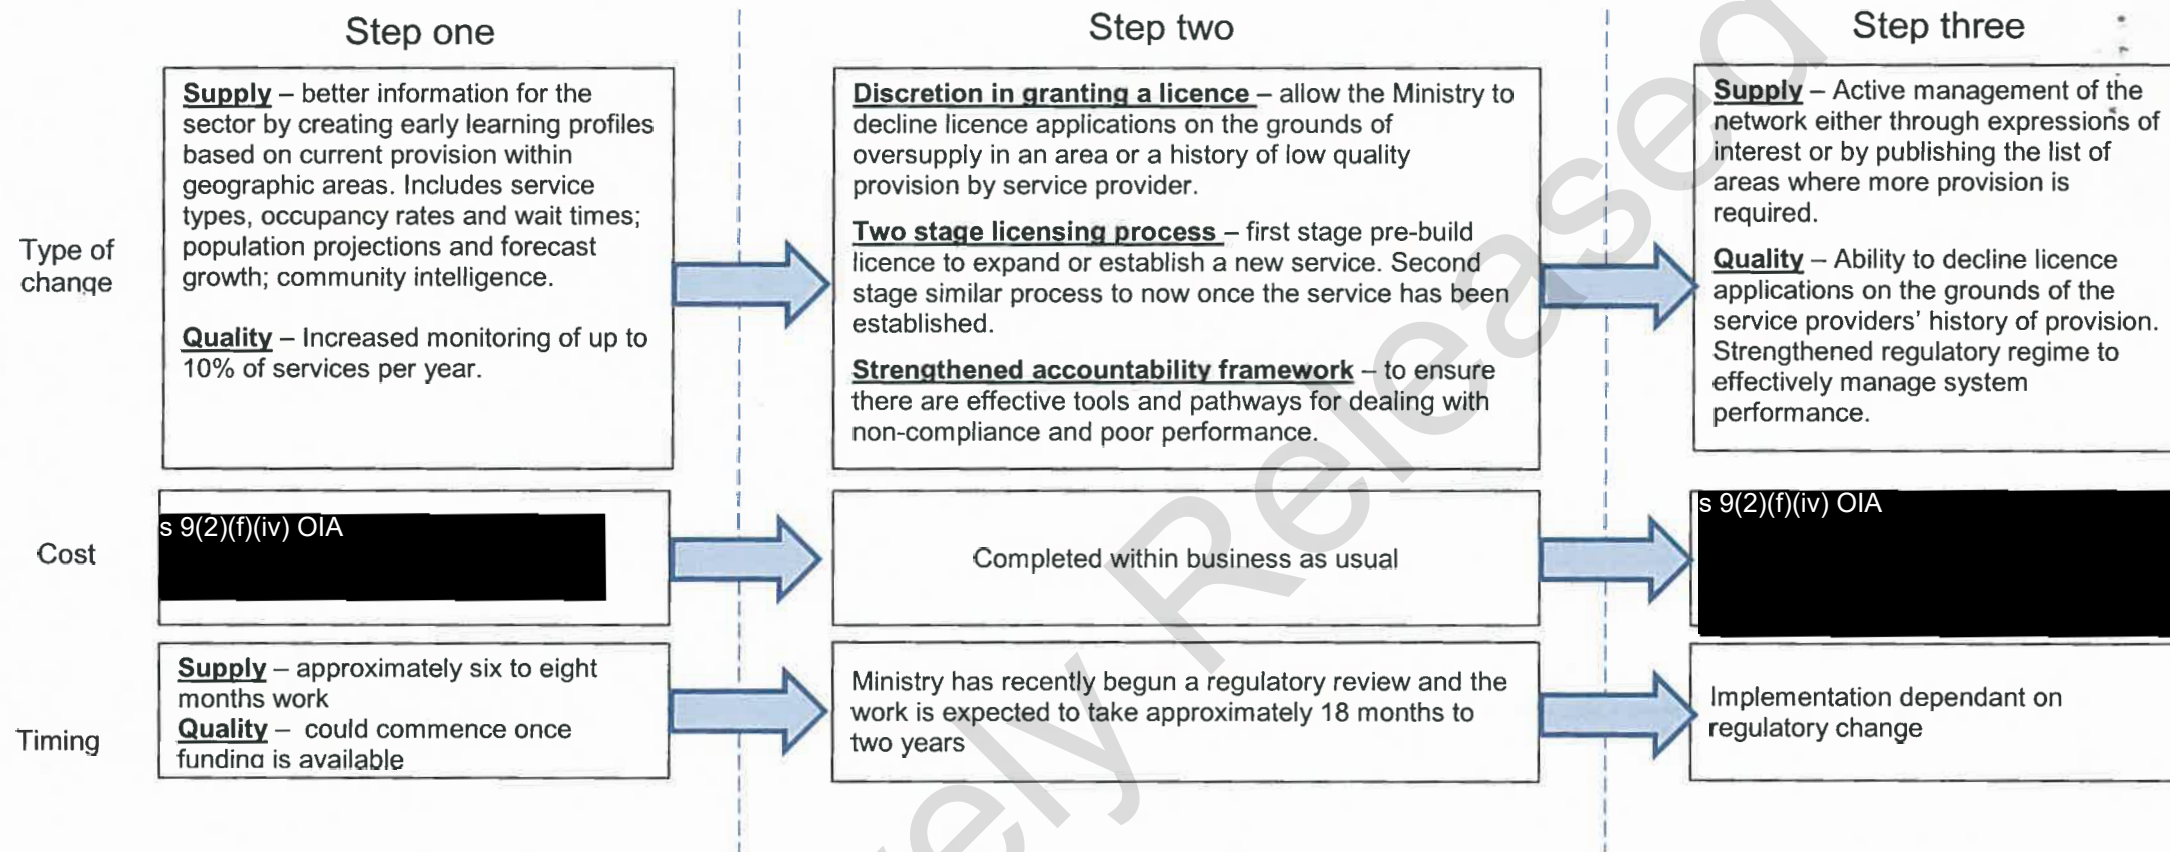 Step one
Step two
Step three
Type of
change
Supply – better information for the
sector by creating early learning profiles
based on current provision within
geographic areas. Includes service
types, occupancy rates and wait times;
population projections and forecast
growth; community intelligence.
Quality – Increased monitoring of up to
10% of services per year.
Discretion in granting a licence – allow the Ministry to
decline licence applications on the grounds of
oversupply in an area or a history of low quality
provision by service provider.
Two stage licensing process – first stage pre-build
licence to expand or establish a new service. Second
stage similar process to now once the service has been
established.
Strengthened accountability framework – to ensure
there are effective tools and pathways for dealing with
non-compliance and poor performance.
Supply – Active management of the
network either through expressions of
interest or by publishing the list of
areas where more provision is
required.
Quality – Ability to decline licence
applications on the grounds of the
service providers' history of provision.
Strengthened regulatory regime to
effectively manage system
performance.
Cost
s 9(2)(f)(iv) OIA
Completed within business as usual
s 9(2)(f)(iv) OIA
Timing
Supply – approximately six to eight
months work
Quality – could commence once
funding is available
Ministry has recently begun a regulatory review and the
work is expected to take approximately 18 months to
two years
Implementation dependant on
regulatory change
Released